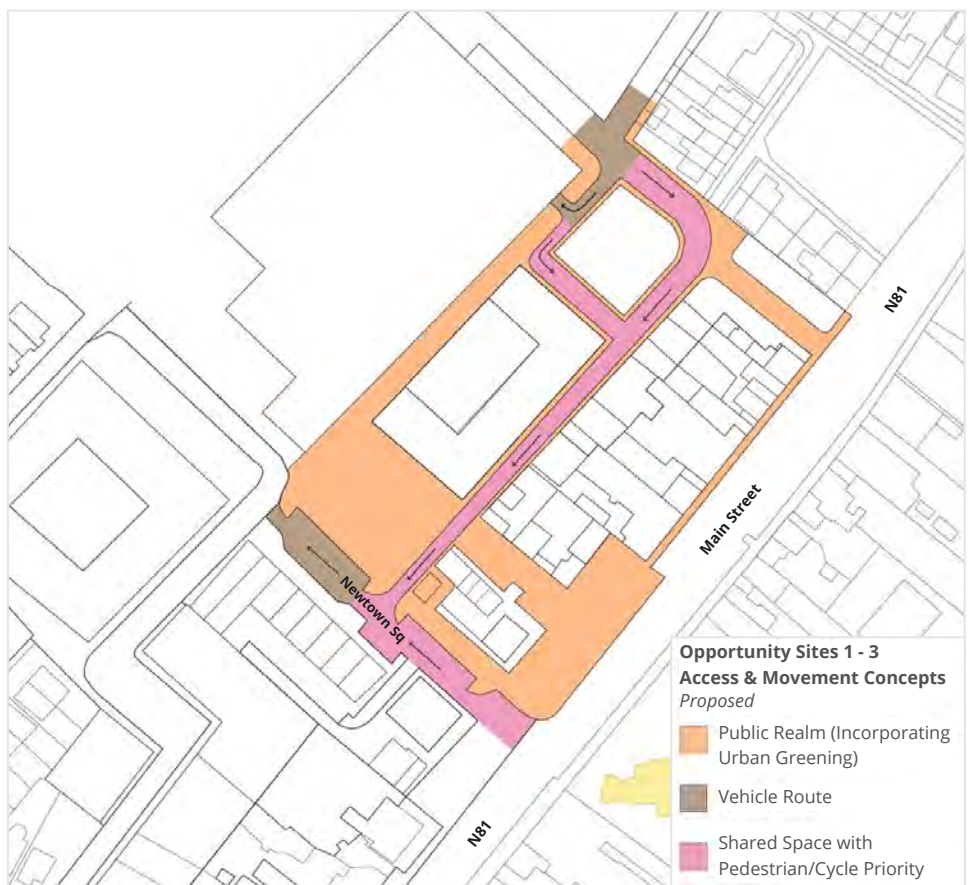 N81
Main Street
Newtown Sq
N81
Opportunity Sites 1 - 3
Access & Movement Concepts
Proposed
Public Realm (Incorporating
Urban Greening)
Vehicle Route
Shared Space with
Pedestrian/Cycle Priority